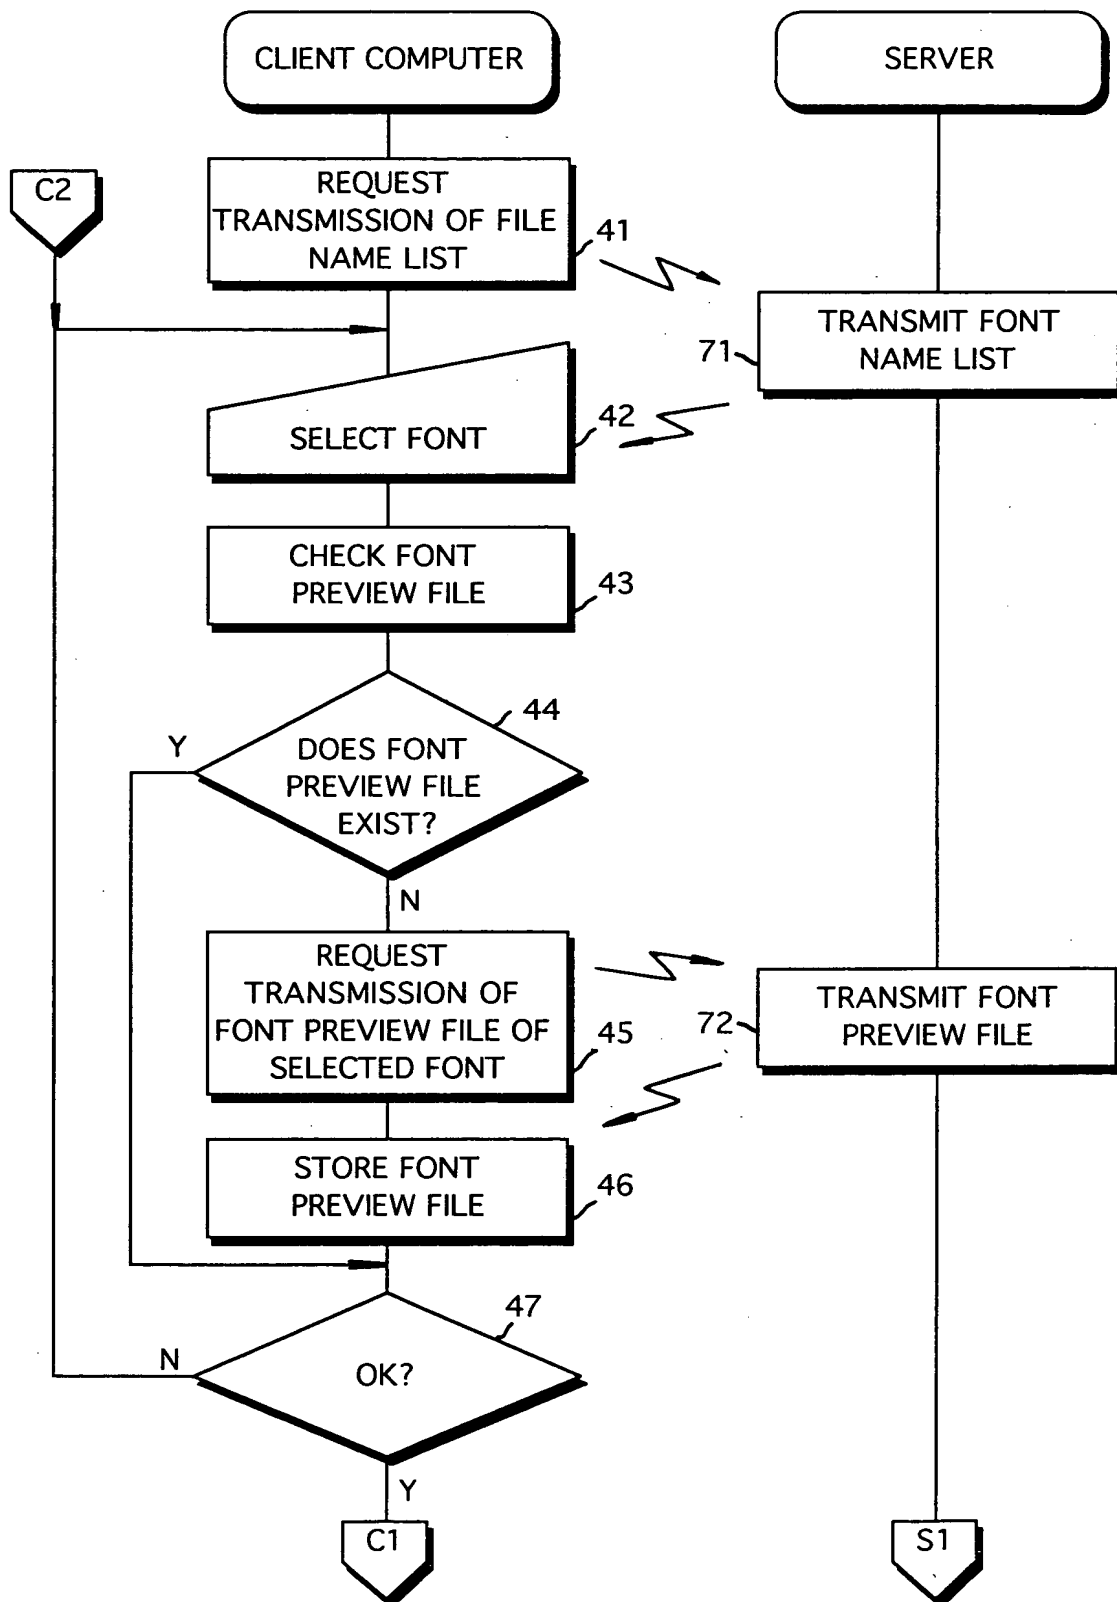 CLIENT COMPUTER
SERVER
C2
REQUEST
TRANSMISSION OF FILE
NAME LIST
41
TRANSMIT FONT
NAME LIST
71
SELECT FONT
42
CHECK FONT
PREVIEW FILE
43
44
Y
DOES FONT
PREVIEW FILE
EXIST?
N
REQUEST
TRANSMISSION OF
FONT PREVIEW FILE OF
SELECTED FONT
45
TRANSMIT FONT
PREVIEW FILE
72
STORE FONT
PREVIEW FILE
46
47
N
OK?
Y
C1
S1